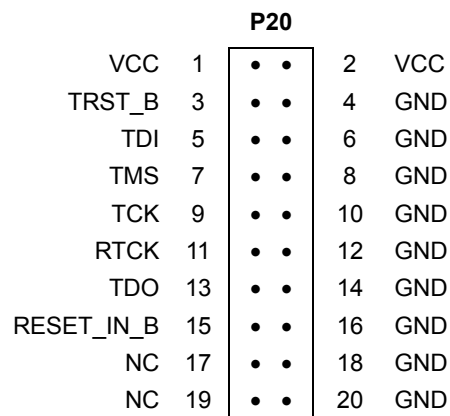 P20
VCC 1 2 VCC
TRST_B 3 4 GND
TDI 5 6 GND
TMS 7 8 GND
TCK 9 10 GND
RTCK 11 12 GND
TDO 13 14 GND
RESET_IN_B 15 16 GND
NC 17 18 GND
NC 19 20 GND